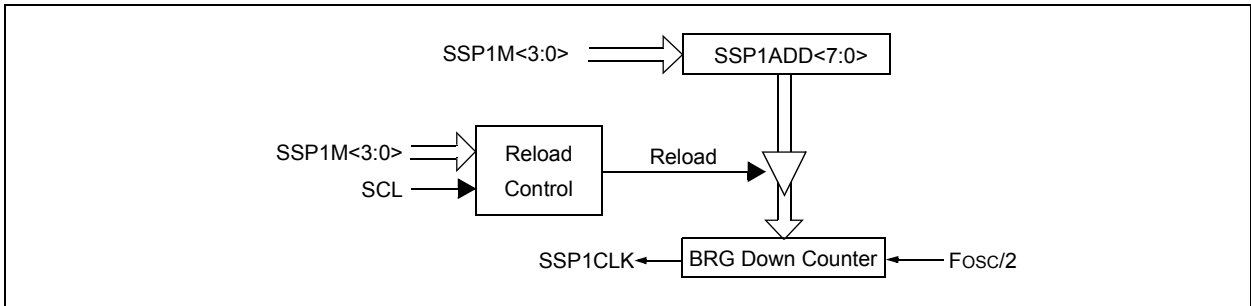 SSP1M<3:0>
SSP1ADD<7:0>
SSP1M<3:0>
SCL
Reload
Control
Reload
SSP1CLK
BRG Down Counter
FOSC/2